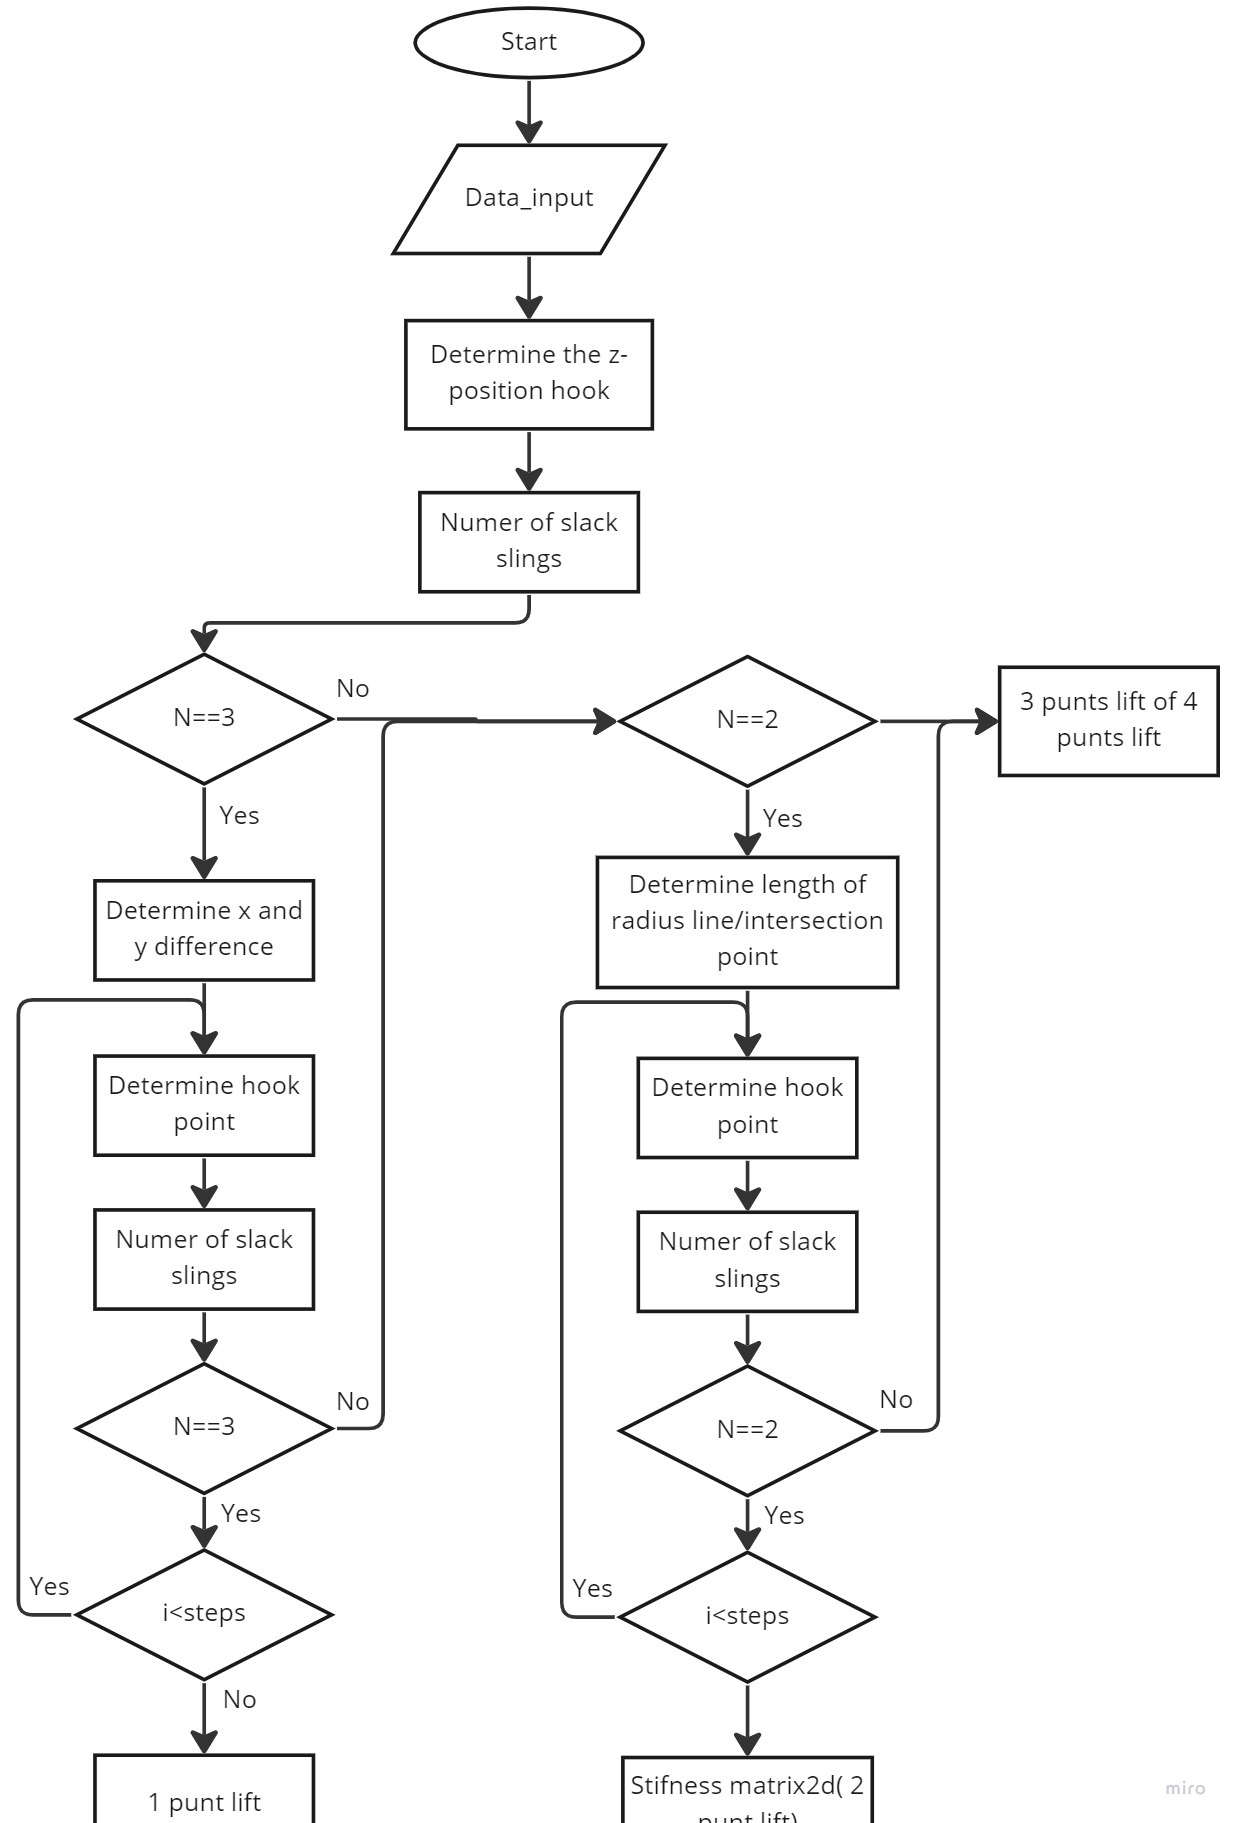 Start
Data_input
Determine the z-
position hook
Numer of slack
slings
N==3
No
Yes
N==2
Yes
3 punts lift of 4
punts lift
Determine x and
y difference
Determine hook
point
Numer of slack
slings
N==3
No
Yes
i<steps
Yes
No
1 punt lift
Determine length of
radius line/intersection
point
Determine hook
point
Numer of slack
slings
N==2
No
Yes
i<steps
Yes
Stifness matrix2d( 2
punt lift)
miro